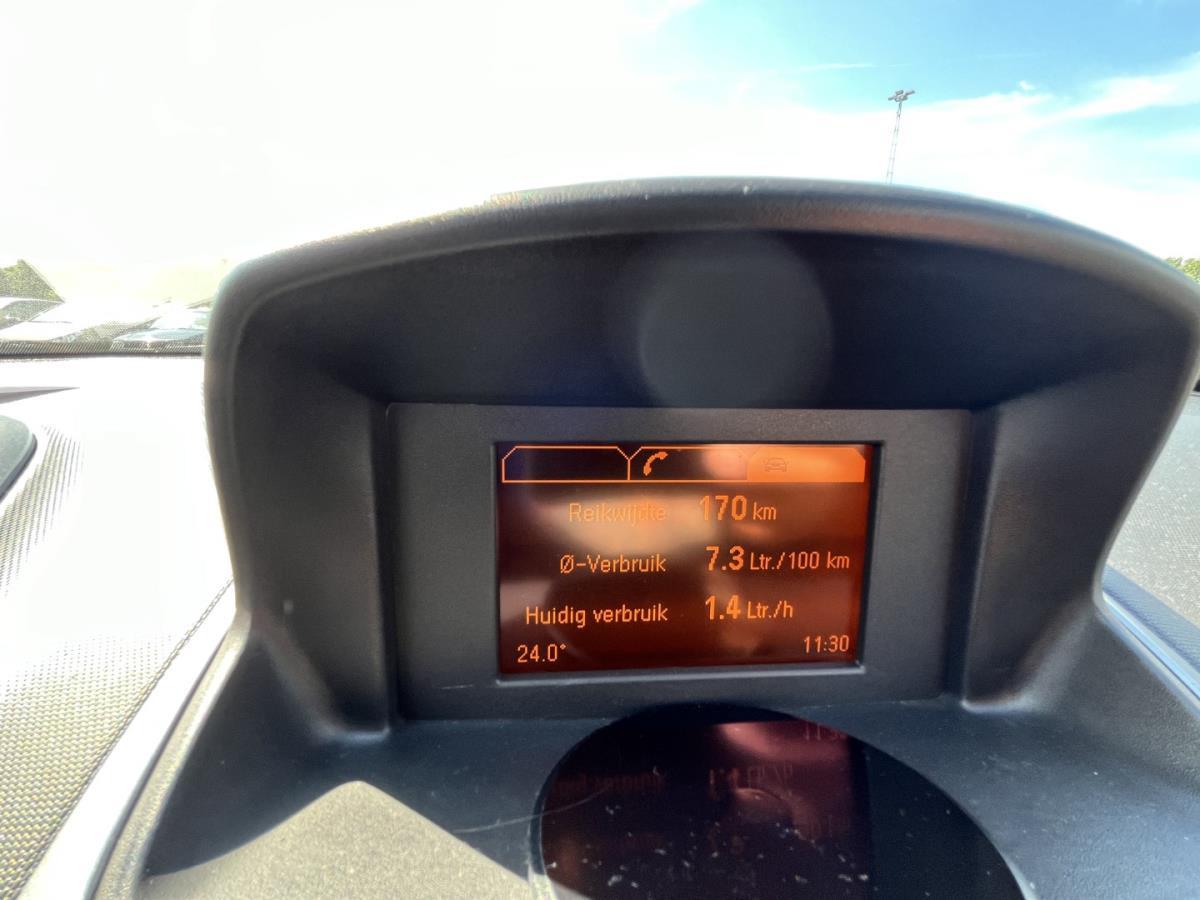 Reikwijdte 170 km
Ø-Verbruik 7.3 Ltr./100 km
Huidig verbruik 1.4 Ltr./h
24.0° 11:30